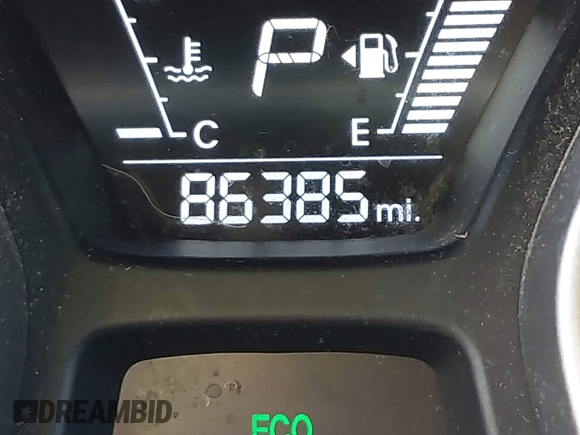 P
C E
86385 mi.
ECO
DREAMBID